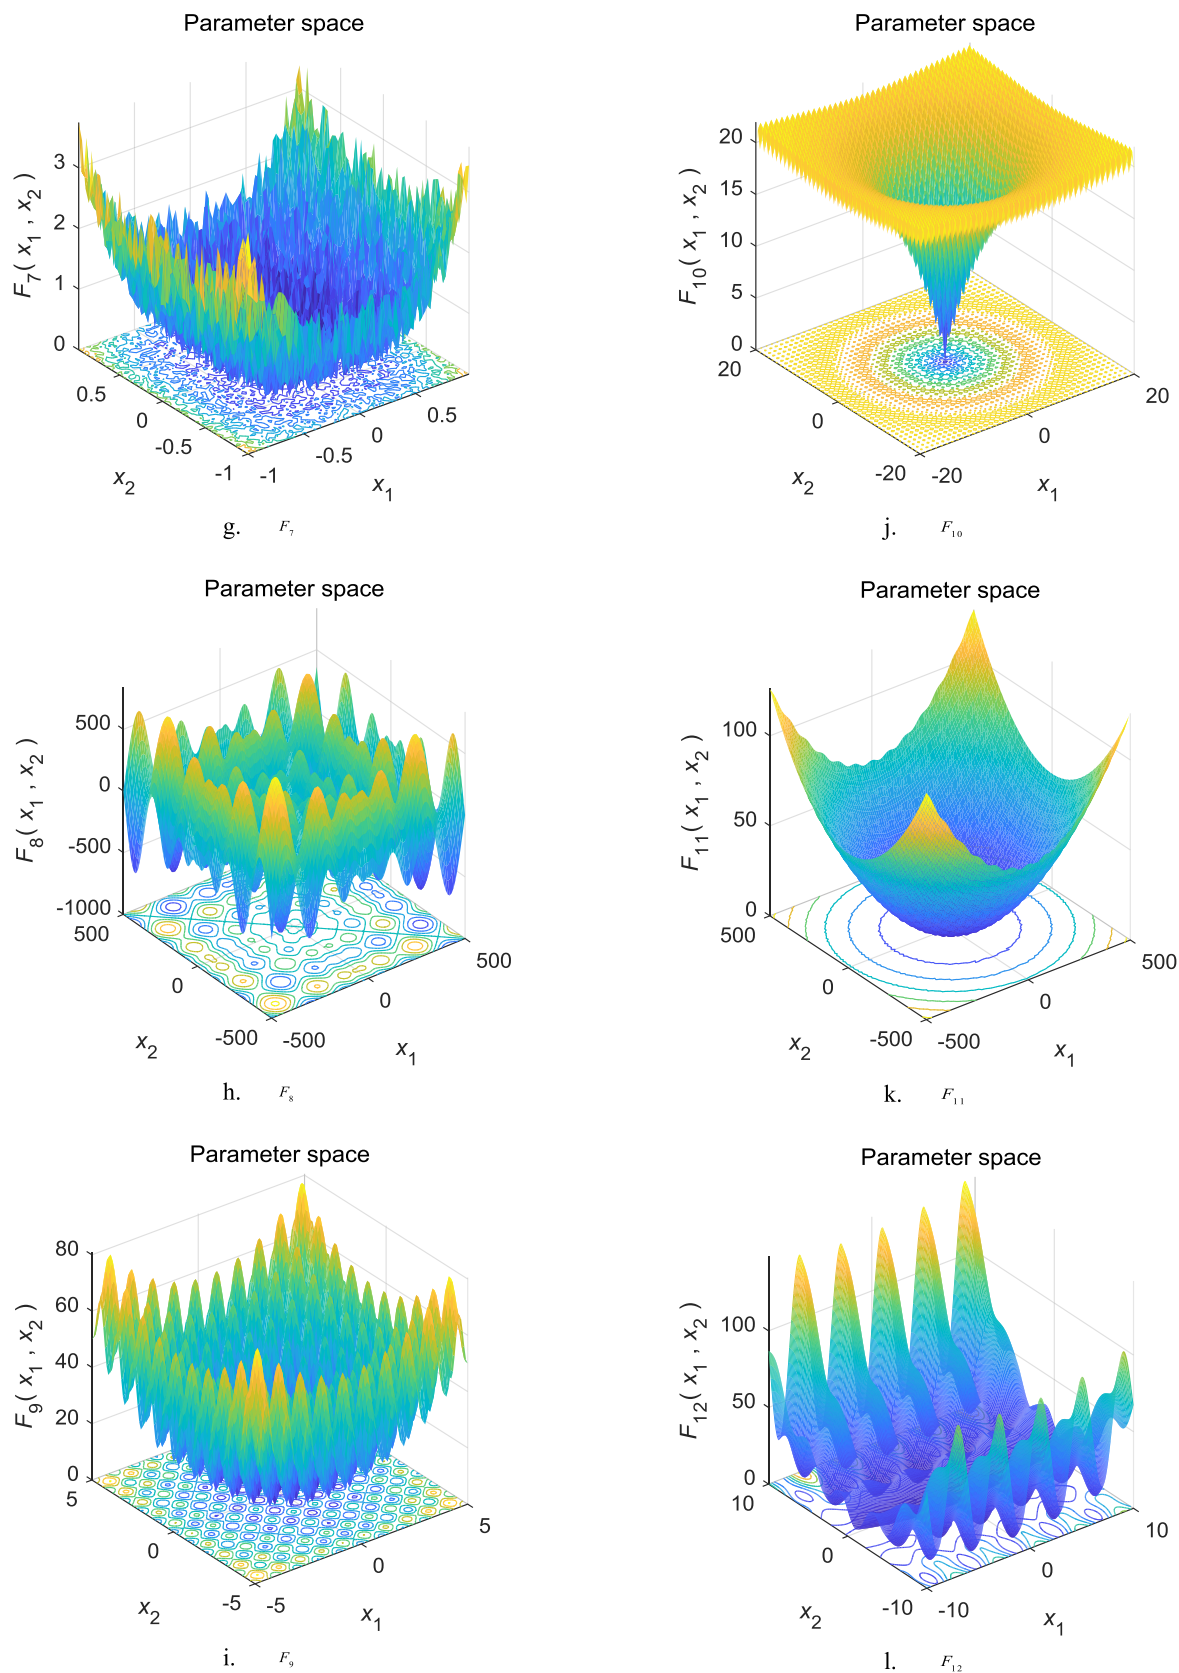 Parameter space
F7( x1 , x2 )
3
2
1
0
0.5
0
-0.5
-1
x2
-1
-0.5
0
0.5
x1
g. F7
Parameter space
F10( x1 , x2 )
20
15
10
5
0
20
0
-20
x2
-20
0
20
x1
j. F10
Parameter space
F8( x1 , x2 )
500
0
-500
-1000
500
0
-500
x2
-500
0
500
x1
h. F8
Parameter space
F11( x1 , x2 )
100
50
0
500
0
-500
x2
-500
0
500
x1
k. F11
Parameter space
F9( x1 , x2 )
80
60
40
20
0
5
0
-5
x2
-5
0
5
x1
i. F9
Parameter space
F12( x1 , x2 )
100
50
0
10
0
-10
x2
-10
0
10
x1
l. F12